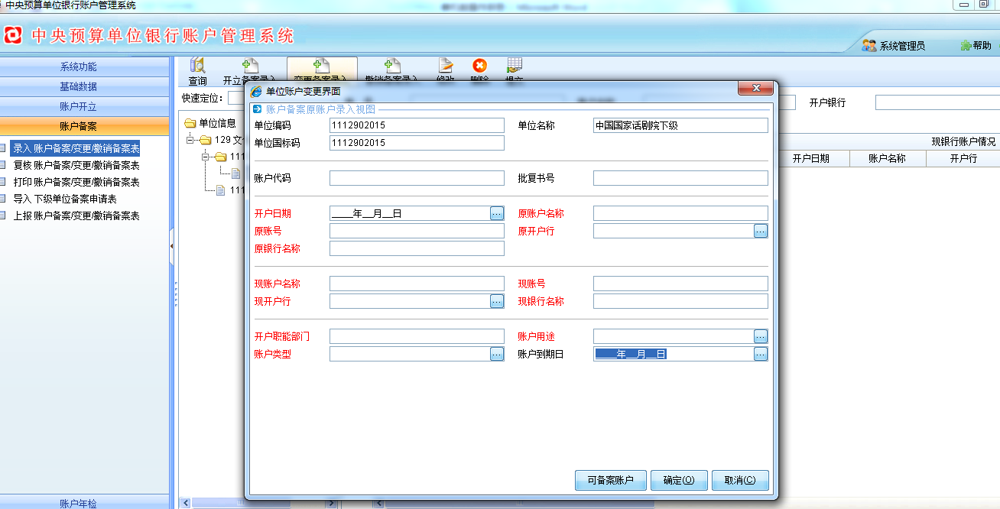 中央预算单位银行账户管理系统
中央预算单位银行账户管理系统
系统管理员 帮助
系统功能
基础数据
账户开立
账户备案
录入 账户备案/变更/撤销备案表
复核 账户备案/变更/撤销备案表
打印 账户备案/变更/撤销备案表
导入 下级单位备案申请表
上报 账户备案/变更/撤销备案表
账户年检
查询 开立备案录入 变更备案录入 撤销备案录入 修改 删除
快速定位： 开户银行
单位信息
129 文
111
111
现银行账户情况
开户日期 账户名称 开户行
单位账户变更界面
账户备案原账户录入视图
单位编码 1112902015 单位名称 中国国家话剧院下级
单位国标码 1112902015
账户代码 批复书号
开户日期 ____年__月__日 原账户名称
原账号 原开户行
原银行名称
现账户名称 现账号
现开户行 现银行名称
开户职能部门 账户用途
账户类型 账户到期日 ____年__月__日
可备案账户 确定(O) 取消(C)